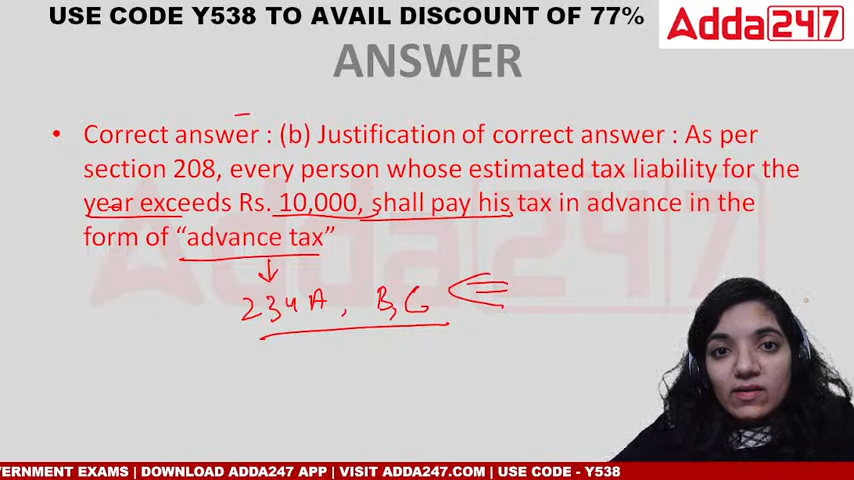 USE CODE Y538 TO AVAIL DISCOUNT OF 77%
Adda247
ANSWER
• Correct answer : (b) Justification of correct answer : As per
section 208, every person whose estimated tax liability for the
year exceeds Rs. 10,000, shall pay his tax in advance in the
form of “advance tax”
234A, B, C
VERNMENT EXAMS | DOWNLOAD ADDA247 APP | VISIT ADDA247.COM | USE CODE - Y538